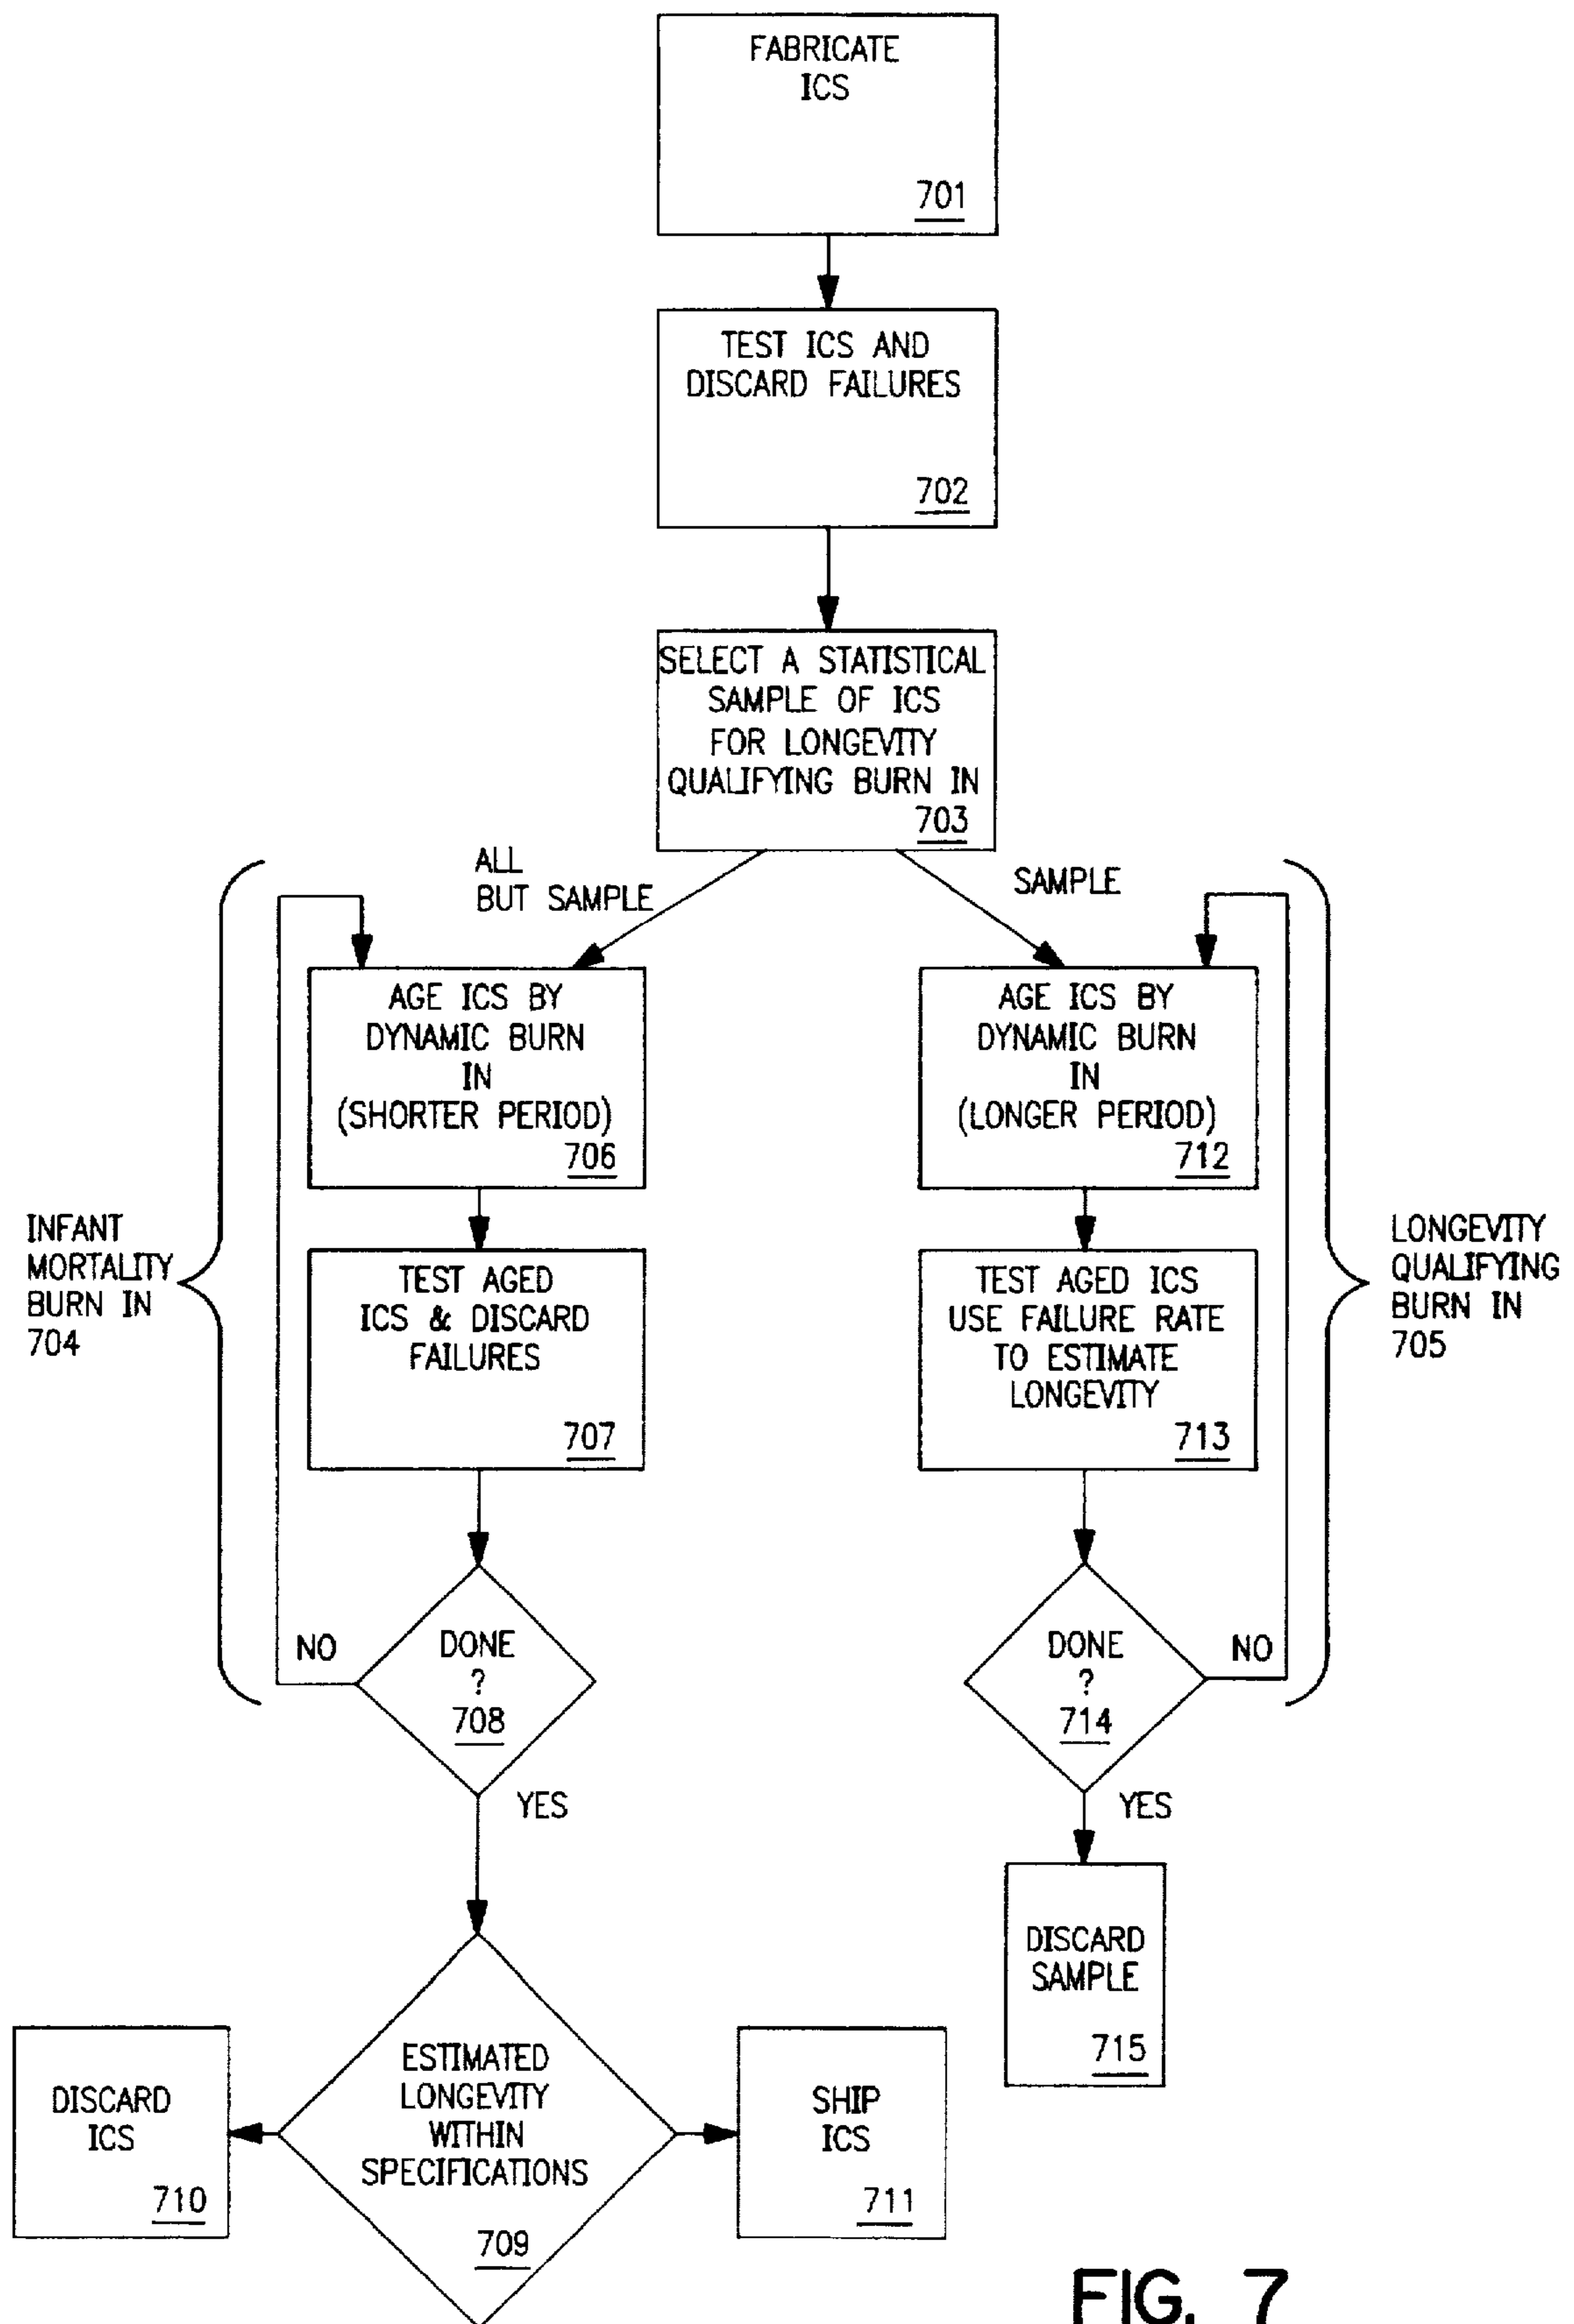 FABRICATE
ICS
701
TEST ICS AND
DISCARD FAILURES
702
SELECT A STATISTICAL
SAMPLE OF ICS
FOR LONGEVITY
QUALIFYING BURN IN
703
ALL
BUT SAMPLE
SAMPLE
INFANT
MORTALITY
BURN IN
704
AGE ICS BY
DYNAMIC BURN
IN
(SHORTER PERIOD)
706
TEST AGED
ICS & DISCARD
FAILURES
707
DONE
?
708
NO
YES
ESTIMATED
LONGEVITY
WITHIN
SPECIFICATIONS
709
DISCARD
ICS
710
SHIP
ICS
711
AGE ICS BY
DYNAMIC BURN
IN
(LONGER PERIOD)
712
TEST AGED ICS
USE FAILURE RATE
TO ESTIMATE
LONGEVITY
713
DONE
?
714
NO
YES
DISCARD
SAMPLE
715
LONGEVITY
QUALIFYING
BURN IN
705
FIG. 7